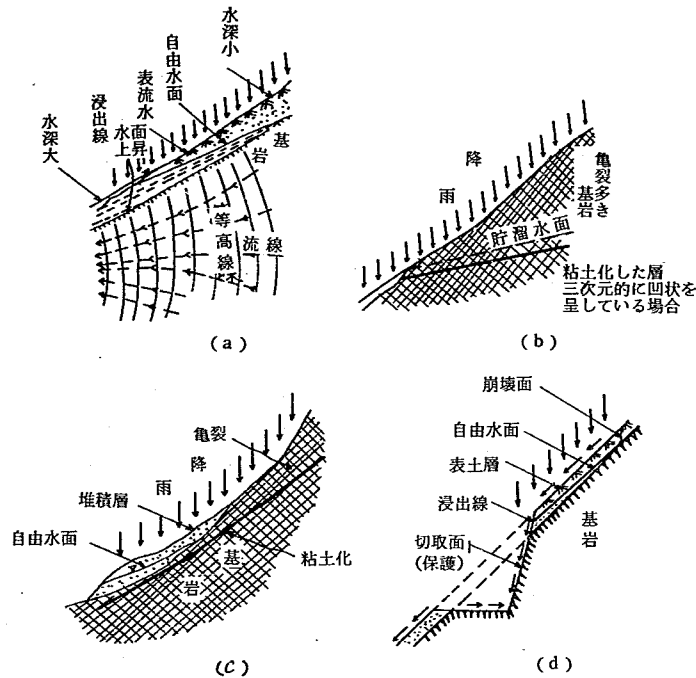 水深小
自由水面
表流水
浸出線
水面上昇
水深大
基岩
等高線
流線
(a)
降雨
亀裂多き
基岩
貯溜水面
粘土化した層
三次元的に凹状を
呈している場合
(b)
亀裂
降雨
堆積層
自由水面
基岩
粘土化
(c)
崩壊面
自由水面
表土層
浸出線
切取面
(保護)
基岩
(d)